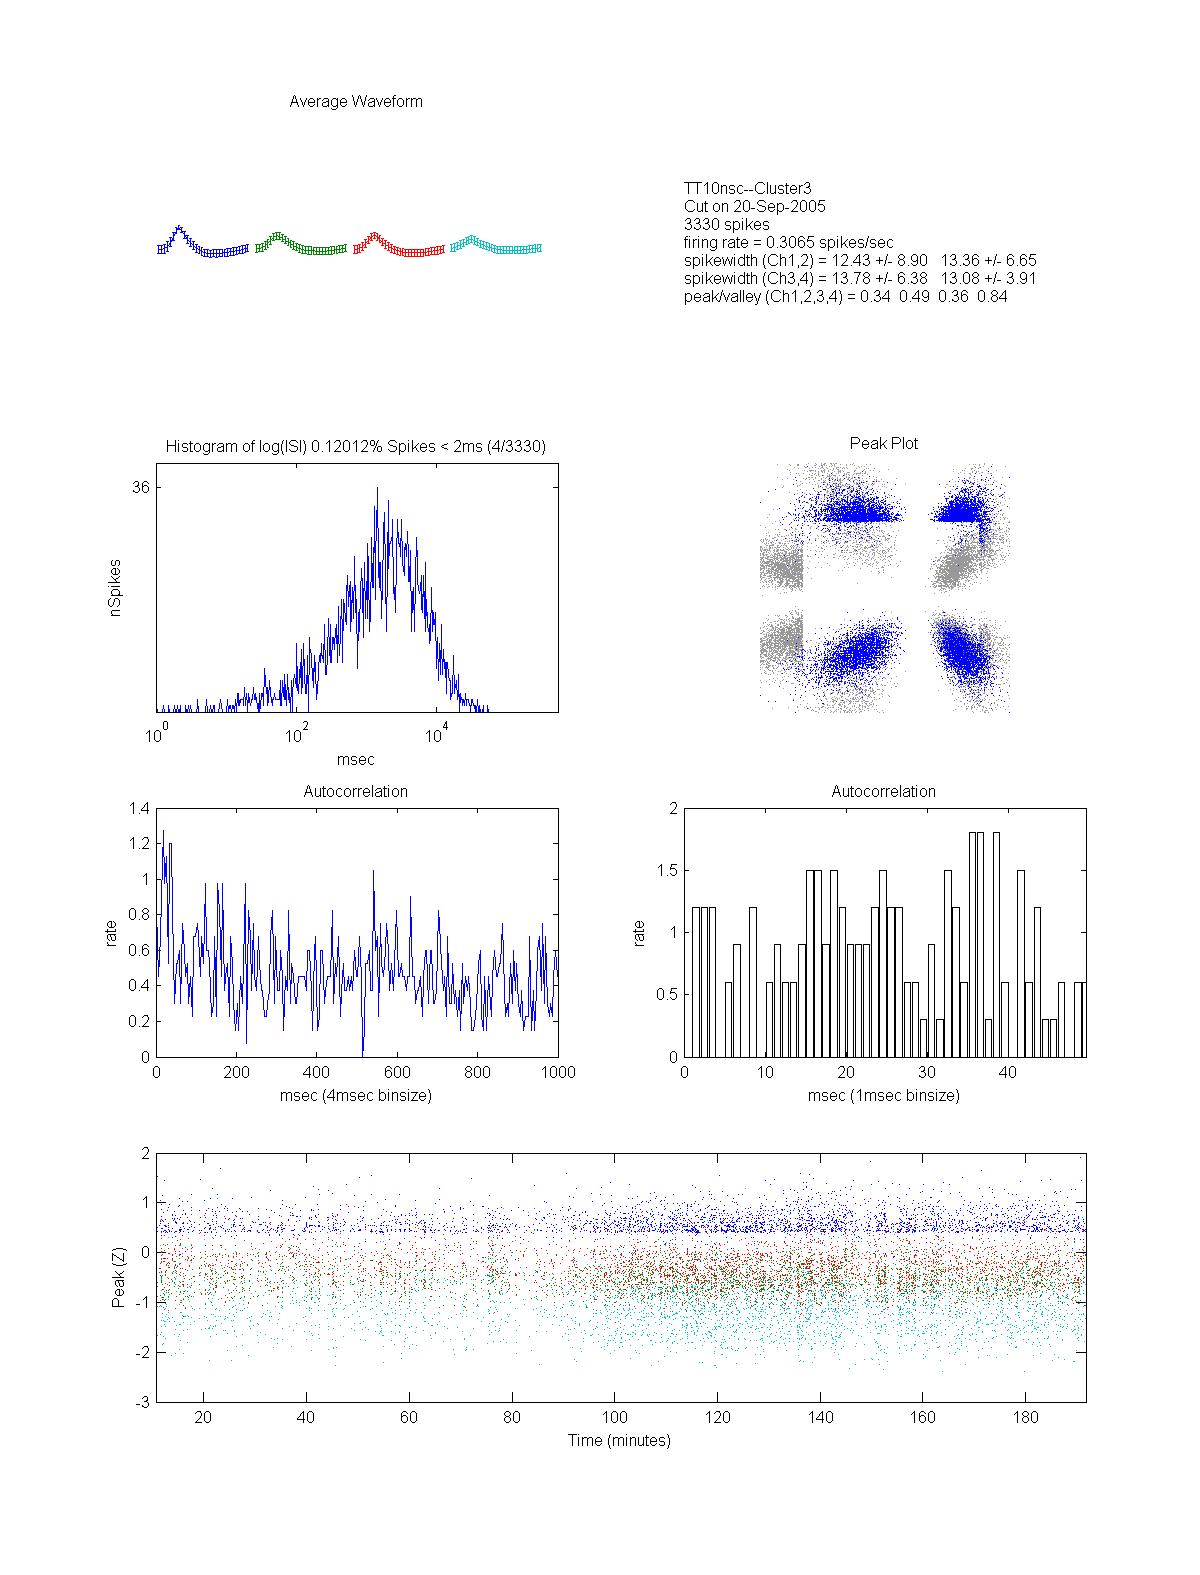 Average Waveform
TT10nsc--Cluster3
Cut on 20-Sep-2005
3330 spikes
firing rate = 0.3065 spikes/sec
spikewidth (Ch1,2) = 12.43 +/- 8.90   13.36 +/- 6.65
spikewidth (Ch3,4) = 13.78 +/- 6.38   13.08 +/- 3.91
peak/valley (Ch1,2,3,4) = 0.34  0.49  0.36  0.84
Histogram of log(ISI) 0.12012% Spikes < 2ms (4/3330)
36
nSpikes
10^0 10^2 10^4
msec
Peak Plot
Autocorrelation
1.4
1.2
1
0.8
0.6
0.4
0.2
0
rate
0 200 400 600 800 1000
msec (4msec binsize)
Autocorrelation
2
1.5
1
0.5
0
rate
0 10 20 30 40
msec (1msec binsize)
2
1
0
-1
-2
-3
Peak (Z)
20 40 60 80 100 120 140 160 180
Time (minutes)